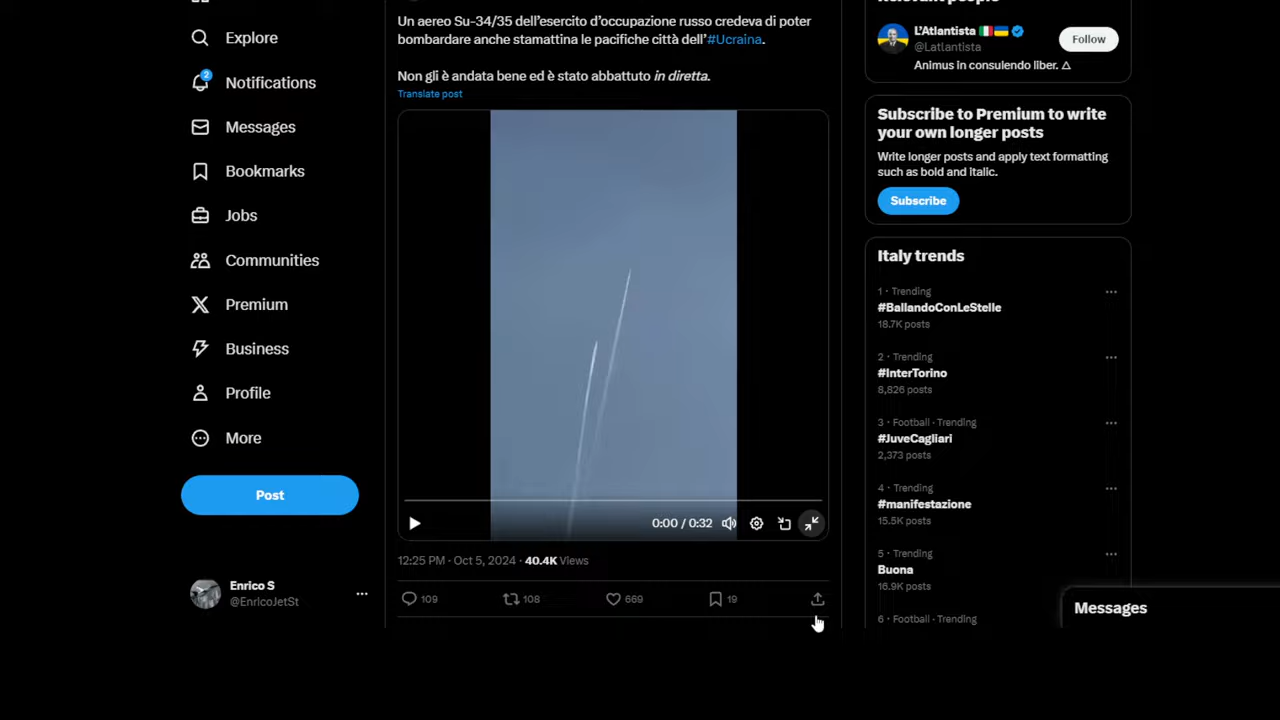 Explore
2
Notifications
Messages
Bookmarks
Jobs
Communities
Premium
Business
Profile
More
Post
Enrico S
@EnricoJetSt
Un aereo Su-34/35 dell'esercito d'occupazione russo credeva di poter
bombardare anche stamattina le pacifiche città dell'#Ucraina.
Non gli è andata bene ed è stato abbattuto in diretta.
Translate post
0:00 / 0:32
12:25 PM · Oct 5, 2024 · 40.4K Views
109
108
669
19
L'Atlantista
@Latlantista
Follow
Animus in consulendo liber. △
Subscribe to Premium to write
your own longer posts
Write longer posts and apply text formatting
such as bold and italic.
Subscribe
Italy trends
1 · Trending
#BallandoConLeStelle
18.7K posts
2 · Trending
#InterTorino
8,826 posts
3 · Football · Trending
#JuveCagliari
2,373 posts
4 · Trending
#manifestazione
15.5K posts
5 · Trending
Buona
16.9K posts
6 · Football · Trending
Messages